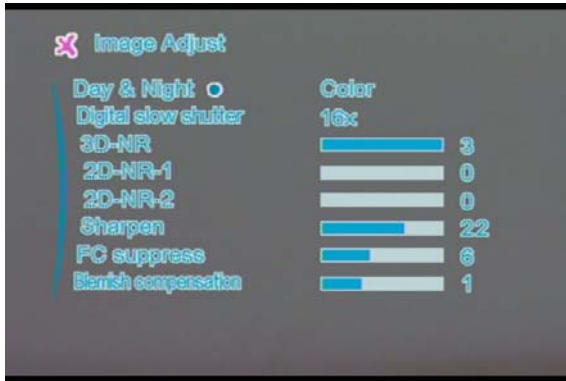 Image Adjust
Day & Night Color
Digital slow shutter 16x
3D-NR 3
2D-NR-1 0
2D-NR-2 0
Sharpen 22
FC suppress 6
Blemish compensation 1